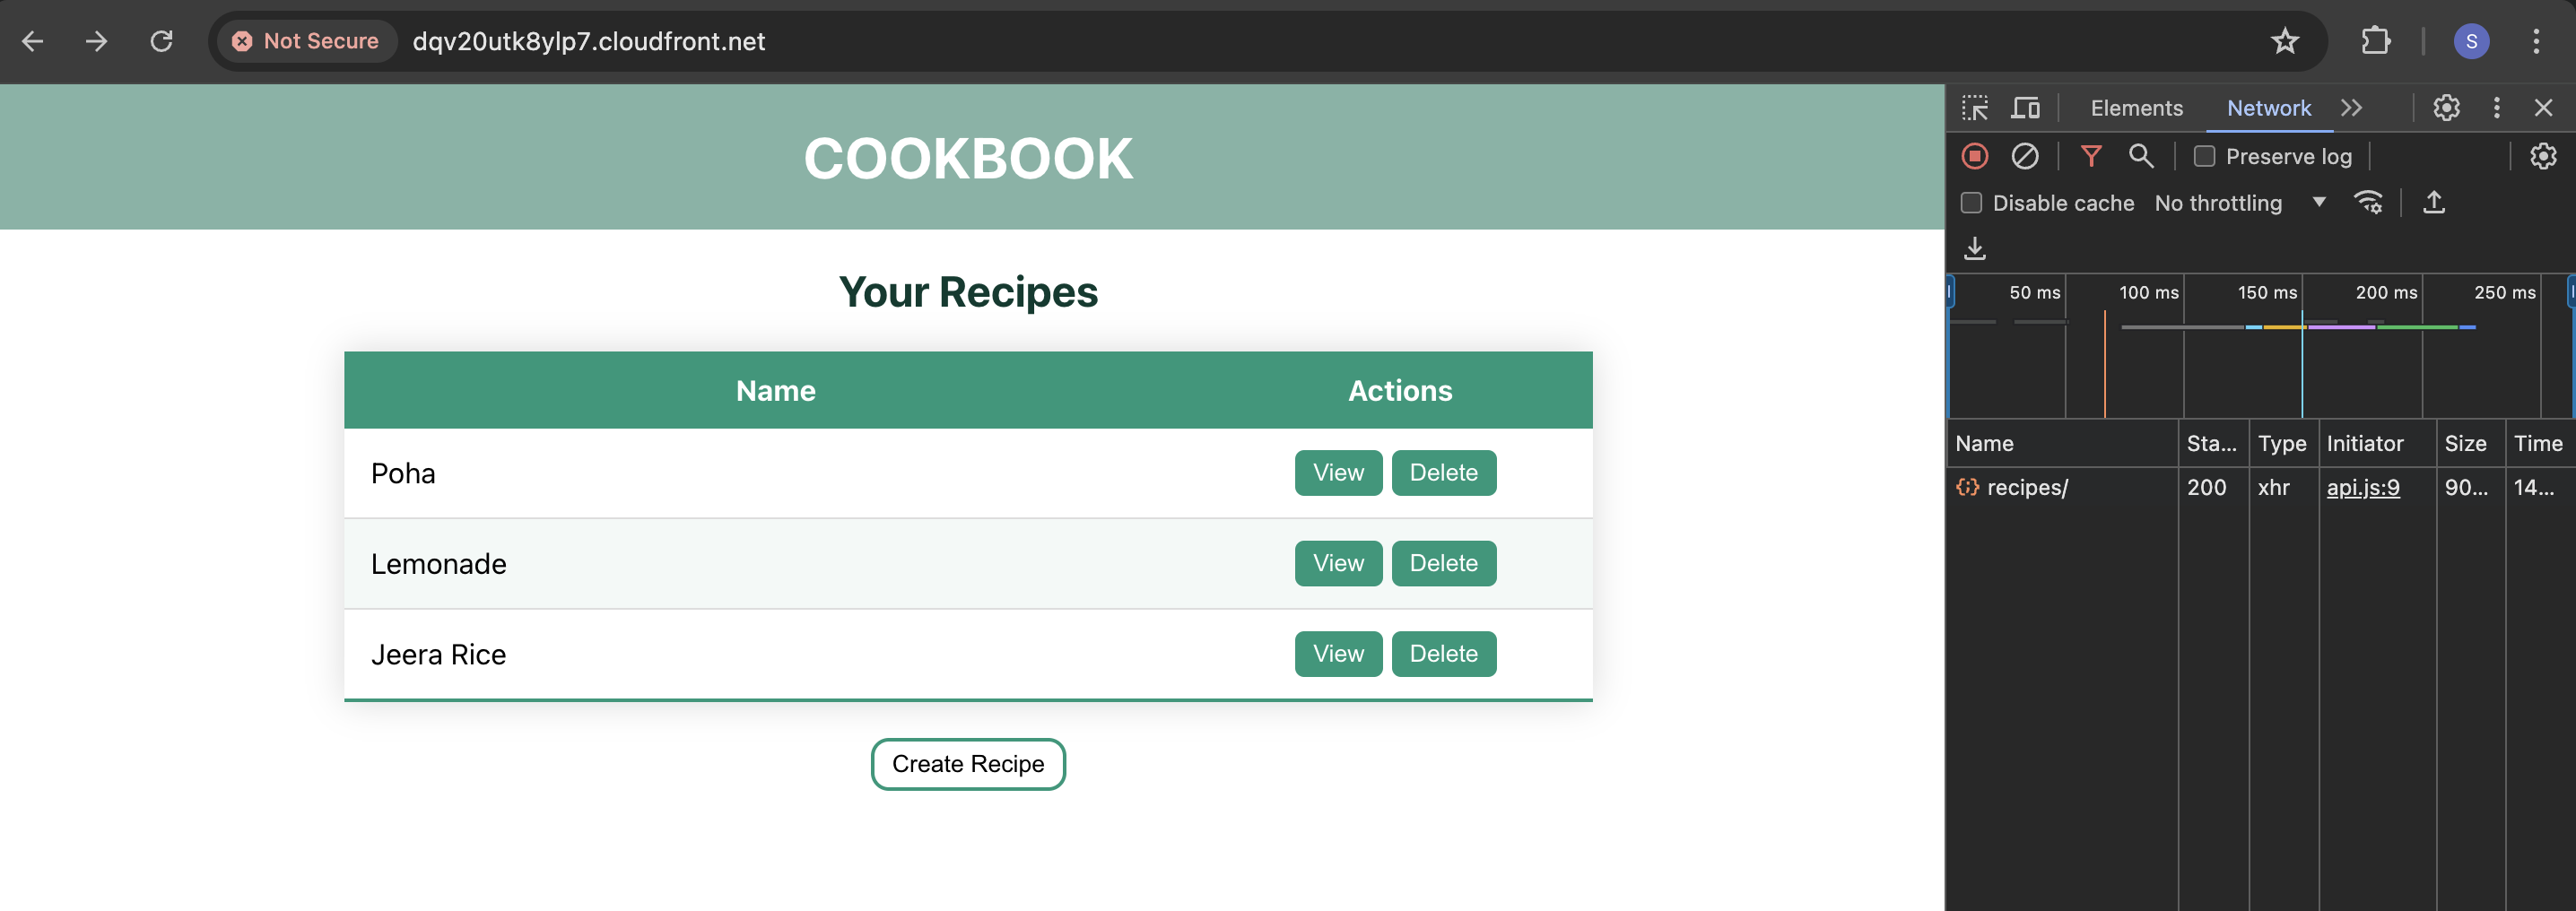 Not Secure dqv20utk8ylp7.cloudfront.net S
COOKBOOK
Your Recipes
Name Actions
Poha View Delete
Lemonade View Delete
Jeera Rice View Delete
Create Recipe
Elements Network
Preserve log
Disable cache No throttling
50 ms 100 ms 150 ms 200 ms 250 ms
Name Sta... Type Initiator Size Time
recipes/ 200 xhr api.js:9 90... 14...